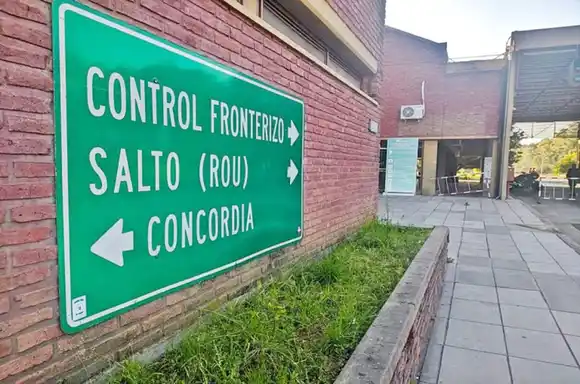 CONTROL FRONTERIZO
SALTO (ROU)
CONCORDIA